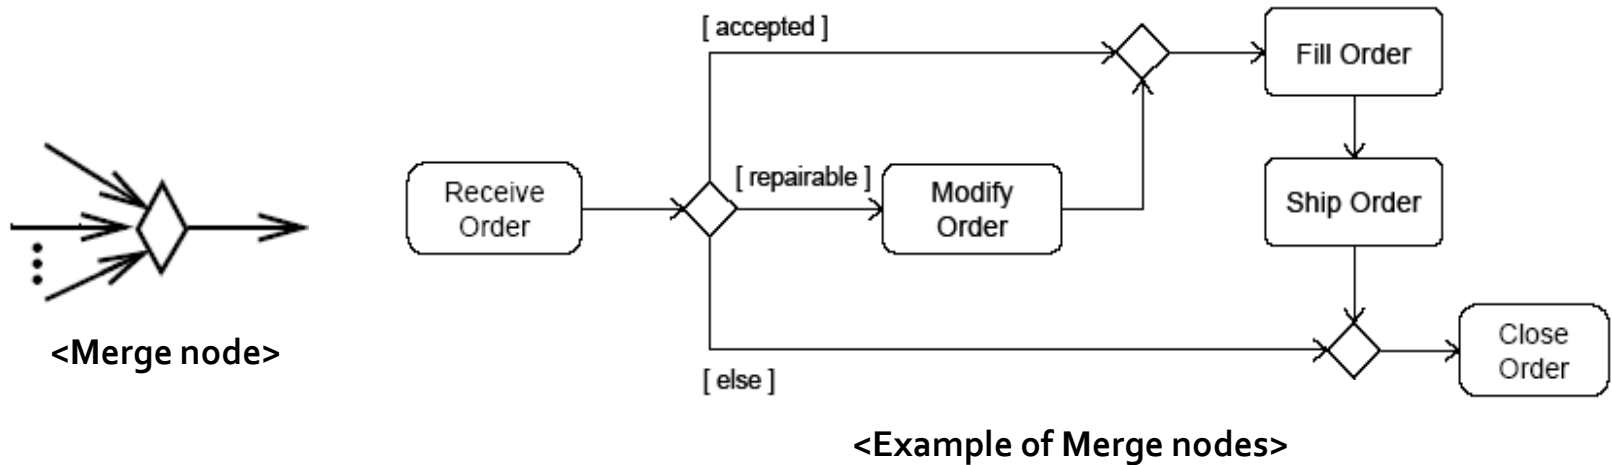 [ accepted ]
Fill Order
Receive
Order
[ repairable ]
Modify
Order
Ship Order
<Merge node>
[ else ]
Close
Order
<Example of Merge nodes>